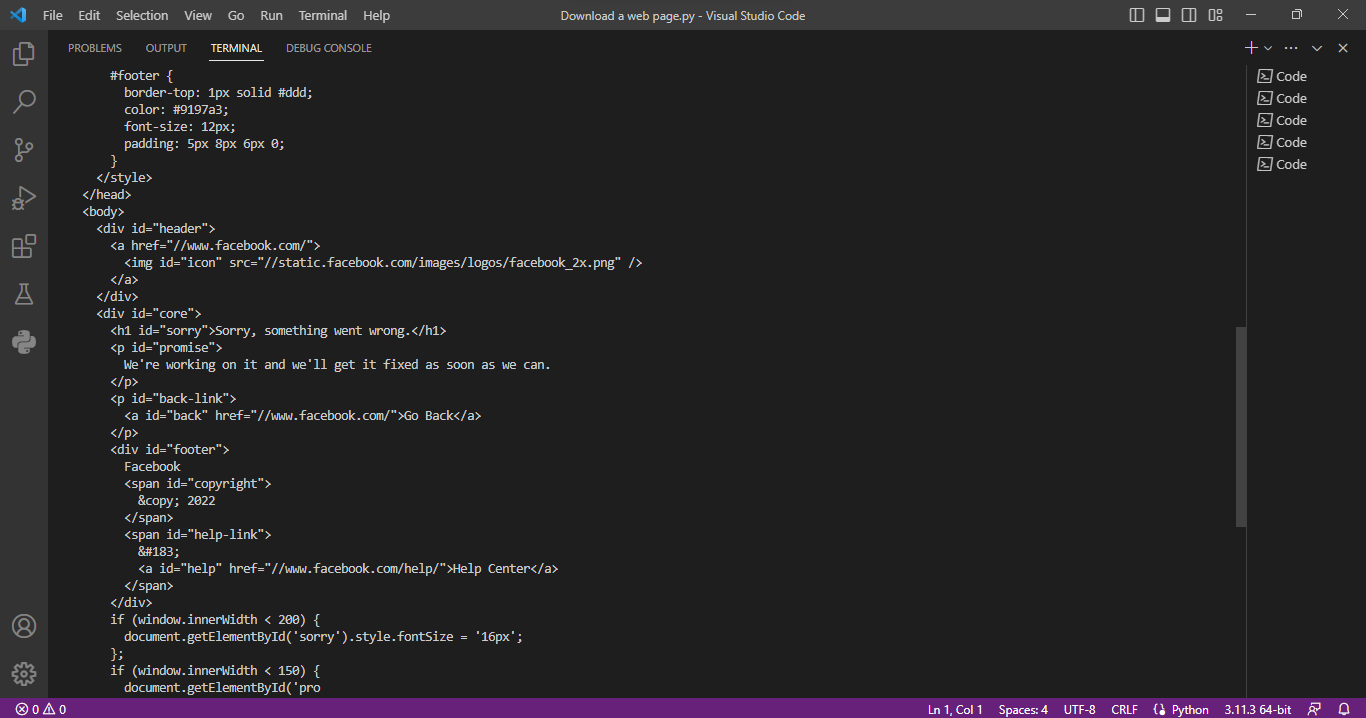 File Edit Selection View Go Run Terminal Help Download a web page.py - Visual Studio Code
PROBLEMS OUTPUT TERMINAL DEBUG CONSOLE
#footer {
border-top: 1px solid #ddd;
color: #9197a3;
font-size: 12px;
padding: 5px 8px 6px 0;
}
</style>
</head>
<body>
<div id="header">
<a href="//www.facebook.com/">
<img id="icon" src="//static.facebook.com/images/logos/facebook_2x.png" />
</a>
</div>
<div id="core">
<h1 id="sorry">Sorry, something went wrong.</h1>
<p id="promise">
We're working on it and we'll get it fixed as soon as we can.
</p>
<p id="back-link">
<a id="back" href="//www.facebook.com/">Go Back</a>
</p>
<div id="footer">
Facebook
<span id="copyright">
&copy; 2022
</span>
<span id="help-link">
&#183;
<a id="help" href="//www.facebook.com/help/">Help Center</a>
</span>
</div>
if (window.innerWidth < 200) {
document.getElementById('sorry').style.fontSize = '16px';
};
if (window.innerWidth < 150) {
document.getElementById('pro
Code
Code
Code
Code
Code
0 0 Ln 1, Col 1 Spaces: 4 UTF-8 CRLF Python 3.11.3 64-bit